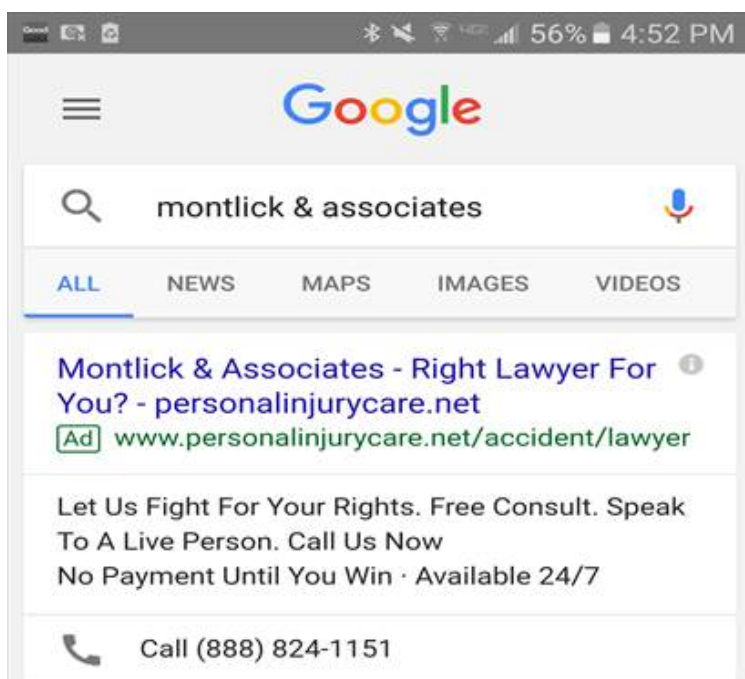 Good 56% 4:52 PM
Google
montlick & associates
ALL NEWS MAPS IMAGES VIDEOS
Montlick & Associates - Right Lawyer For
You? - personalinjurycare.net
Ad www.personalinjurycare.net/accident/lawyer
Let Us Fight For Your Rights. Free Consult. Speak
To A Live Person. Call Us Now
No Payment Until You Win · Available 24/7
Call (888) 824-1151